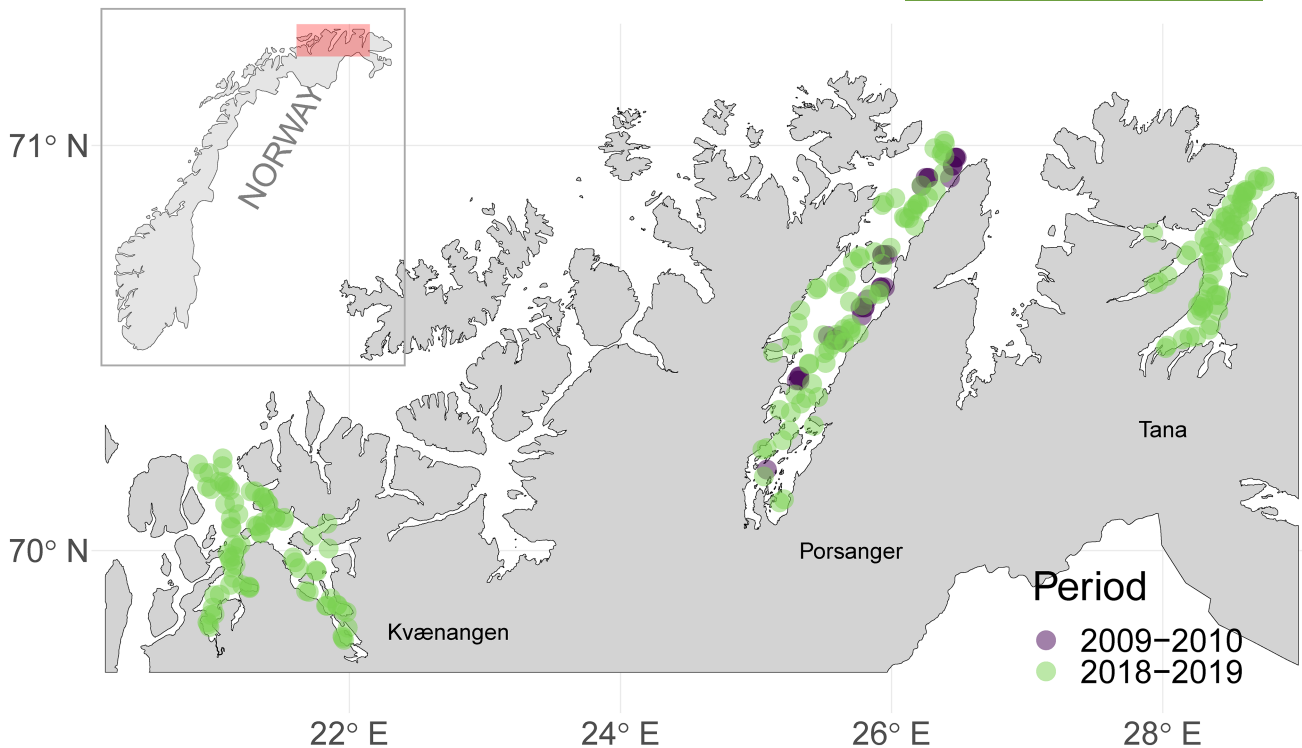 NORWAY
71° N
70° N
Tana
Porsanger
Kvænangen
Period
2009−2010
2018−2019
22° E
24° E
26° E
28° E